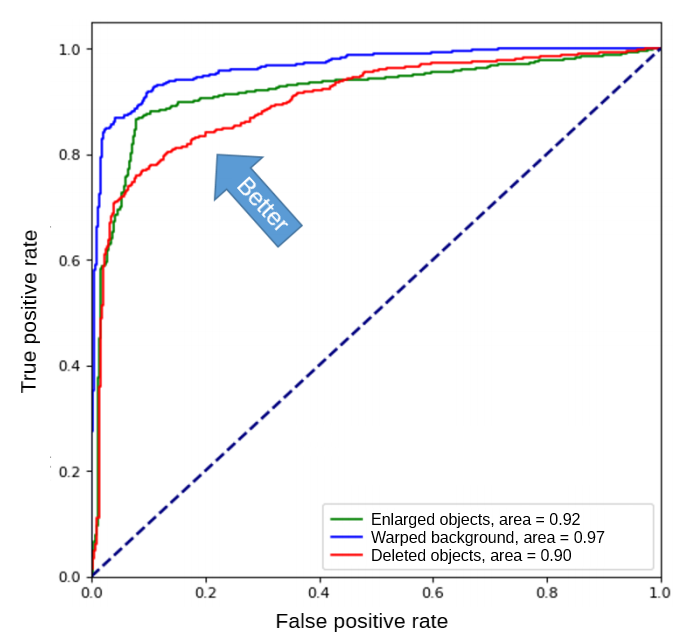 1.0
0.8
0.6
0.4
0.2
0.0
True positive rate
Better
Enlarged objects, area = 0.92
Warped background, area = 0.97
Deleted objects, area = 0.90
0.0 0.2 0.4 0.6 0.8 1.0
False positive rate